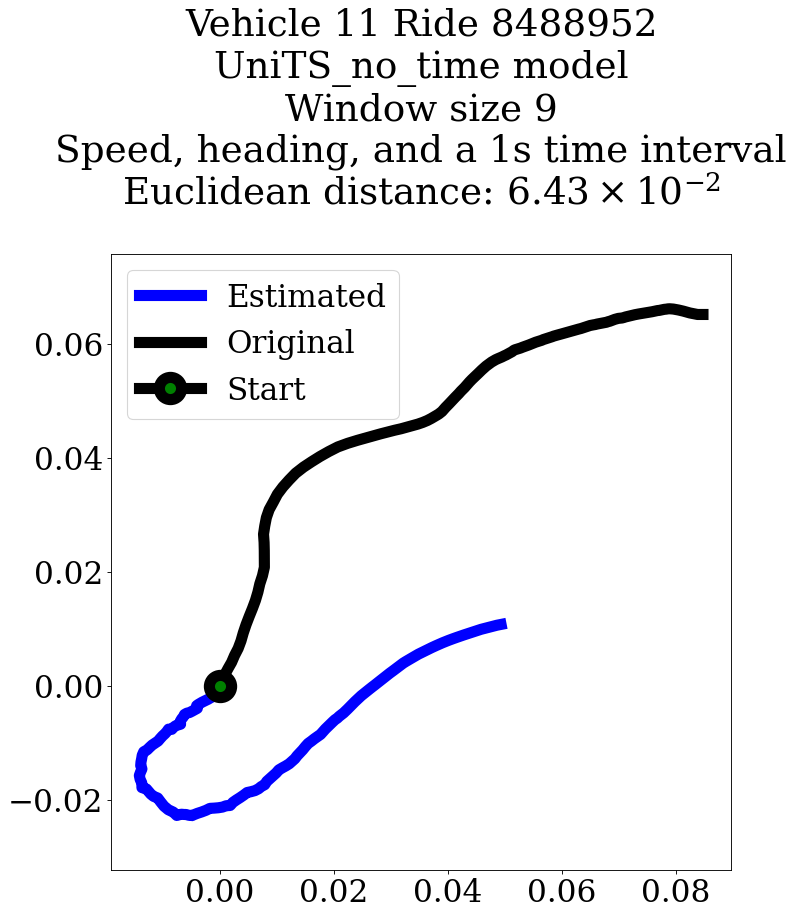 Vehicle 11 Ride 8488952
UniTS_no_time model
Window size 9
Speed, heading, and a 1s time interval
Euclidean distance: 6.43 × 10⁻²
Estimated
Original
Start
0.06
0.04
0.02
0.00
−0.02
0.00 0.02 0.04 0.06 0.08